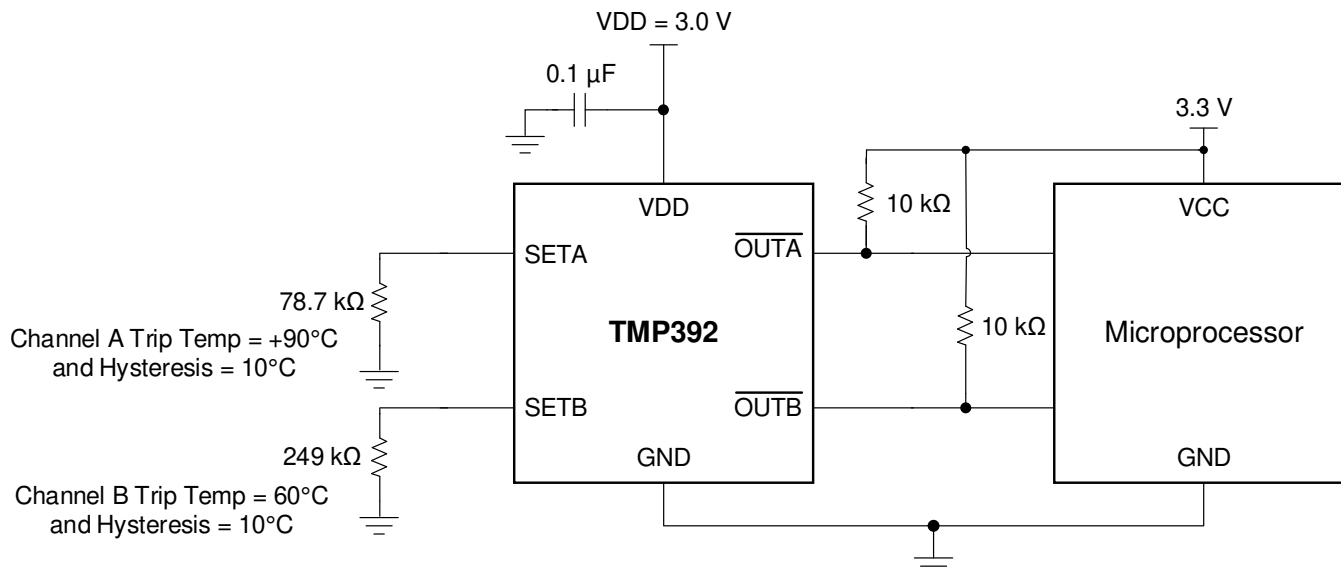 VDD = 3.0 V
0.1 µF
3.3 V
VDD
10 kΩ
VCC
SETA
OUTA
78.7 kΩ
Channel A Trip Temp = +90°C
and Hysteresis = 10°C
TMP392
10 kΩ
Microprocessor
SETB
OUTB
249 kΩ
GND
GND
Channel B Trip Temp = 60°C
and Hysteresis = 10°C